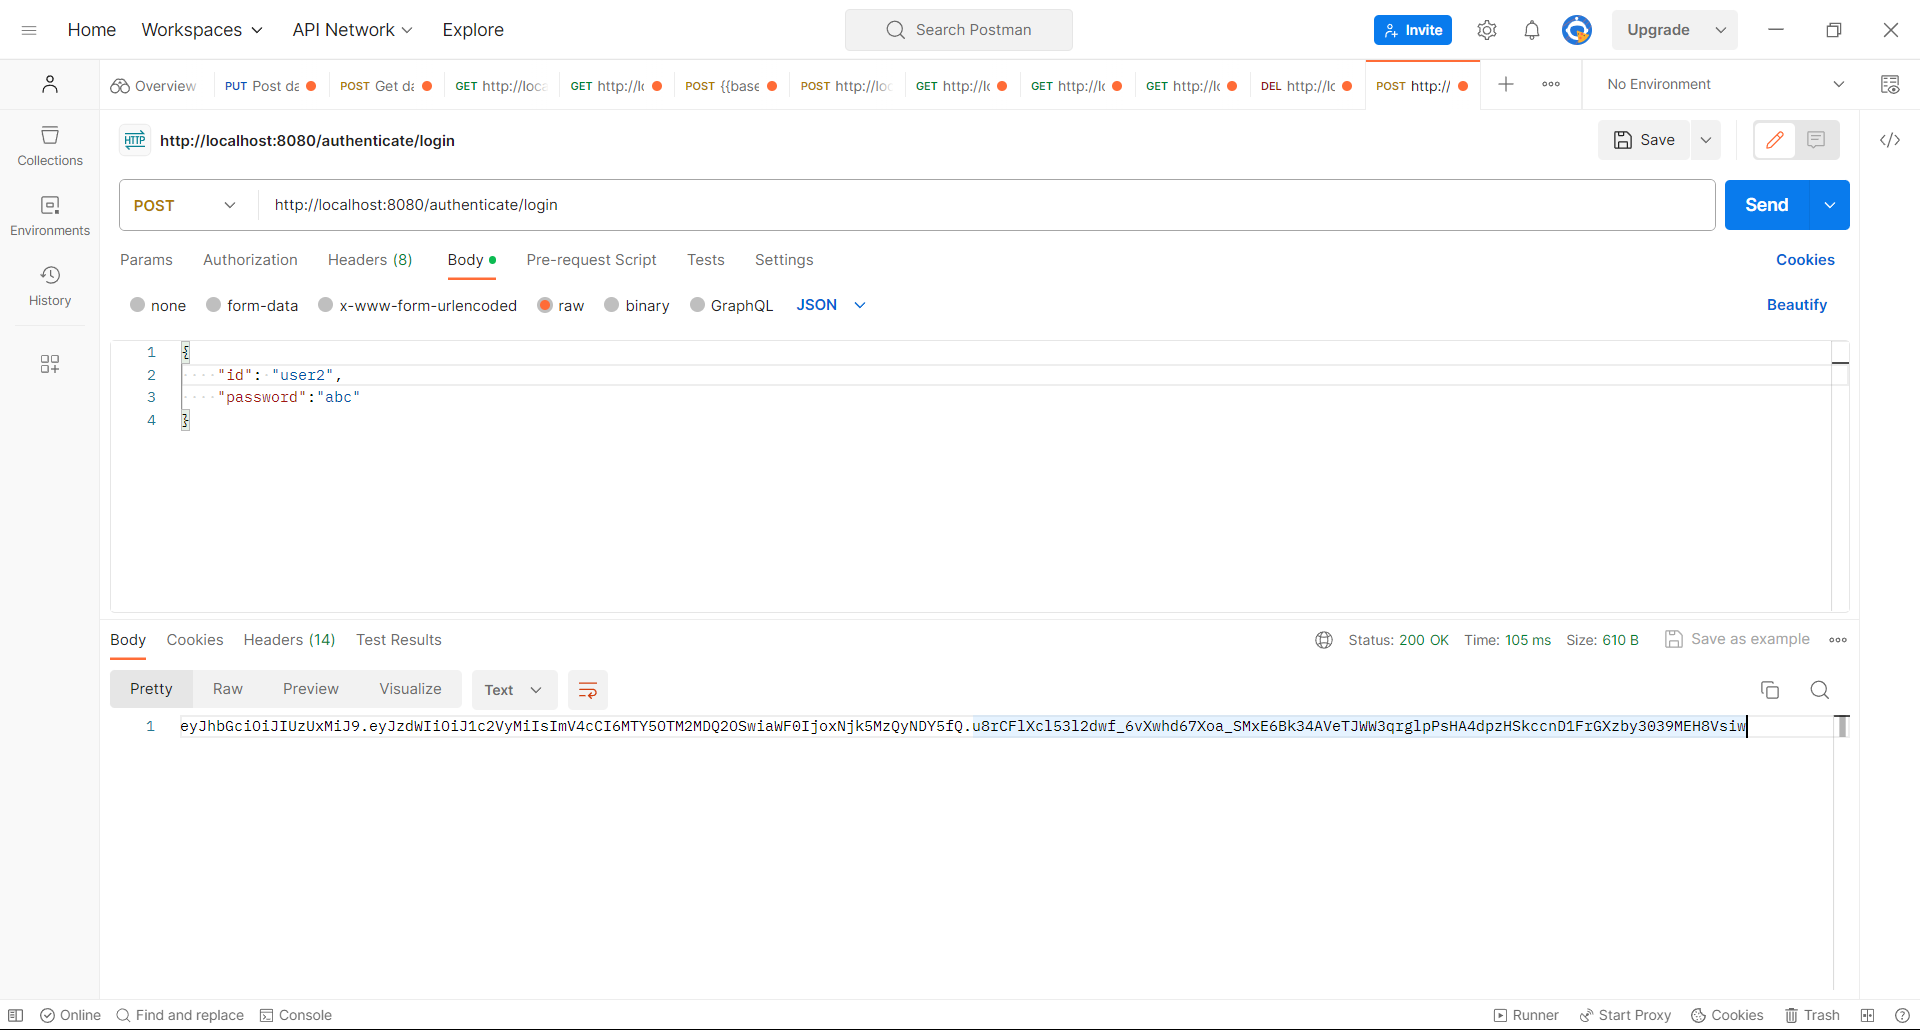 Home Workspaces API Network Explore Search Postman Invite Upgrade
Overview PUT Post da POST Get da GET http://loca GET http://lo POST {{base POST http://loc GET http://lo GET http://lo GET http://lo DEL http://lo POST http:// No Environment
HTTP http://localhost:8080/authenticate/login Save
Collections
POST http://localhost:8080/authenticate/login Send
Environments
Params Authorization Headers (8) Body Pre-request Script Tests Settings Cookies
History
none form-data x-www-form-urlencoded raw binary GraphQL JSON Beautify
1 {
2 "id": "user2",
3 "password":"abc"
4 }
Body Cookies Headers (14) Test Results Status: 200 OK Time: 105 ms Size: 610 B Save as example
Pretty Raw Preview Visualize Text
1 eyJhbGciOiJIUzUxMiJ9.eyJzdWIiOiJ1c2VyMiIsImV4cCI6MTY5OTM2MDQ2OSwiaWF0IjoxNjk5MzQyNDY5fQ.u8rCFlXcl53l2dwf_6vXwhd67Xoa_SMxE6Bk34AVeTJWW3qrglpPsHA4dpzHSkccnD1FrGXzby3039MEH8Vsiw
Online Find and replace Console Runner Start Proxy Cookies Trash